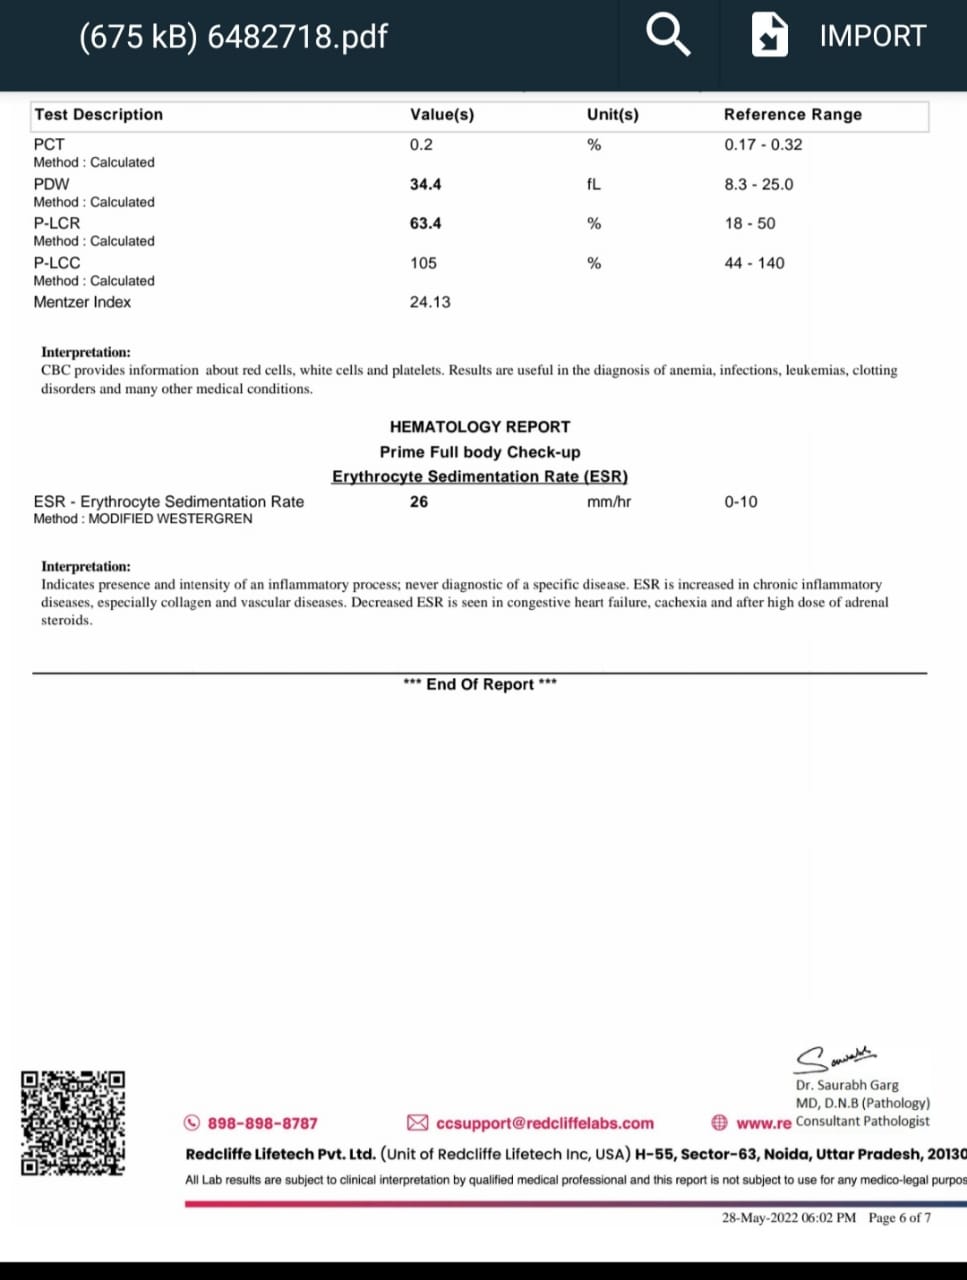 (675 kB) 6482718.pdf IMPORT
Test Description Value(s) Unit(s) Reference Range
PCT 0.2 % 0.17 - 0.32
Method : Calculated
PDW 34.4 fL 8.3 - 25.0
Method : Calculated
P-LCR 63.4 % 18 - 50
Method : Calculated
P-LCC 105 % 44 - 140
Method : Calculated
Mentzer Index 24.13
Interpretation:
CBC provides information about red cells, white cells and platelets. Results are useful in the diagnosis of anemia, infections, leukemias, clotting
disorders and many other medical conditions.
HEMATOLOGY REPORT
Prime Full body Check-up
Erythrocyte Sedimentation Rate (ESR)
ESR - Erythrocyte Sedimentation Rate 26 mm/hr 0-10
Method : MODIFIED WESTERGREN
Interpretation:
Indicates presence and intensity of an inflammatory process; never diagnostic of a specific disease. ESR is increased in chronic inflammatory
diseases, especially collagen and vascular diseases. Decreased ESR is seen in congestive heart failure, cachexia and after high dose of adrenal
steroids.
*** End Of Report ***
Dr. Saurabh Garg
MD, D.N.B (Pathology)
898-898-8787 ccsupport@redcliffelabs.com www.re Consultant Pathologist
Redcliffe Lifetech Pvt. Ltd. (Unit of Redcliffe Lifetech Inc, USA) H-55, Sector-63, Noida, Uttar Pradesh, 20130
All Lab results are subject to clinical interpretation by qualified medical professional and this report is not subject to use for any medico-legal purpos
28-May-2022 06:02 PM Page 6 of 7